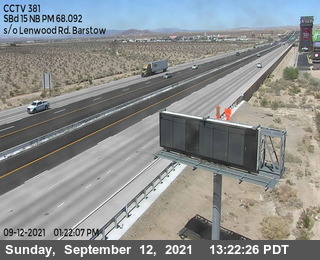 CCTV 381
SBd 15 NB PM 68.092
s/o Lenwood Rd. Barstow
09-12-2021 01:22:07 PM
Sunday, September 12, 2021 13:22:26 PDT